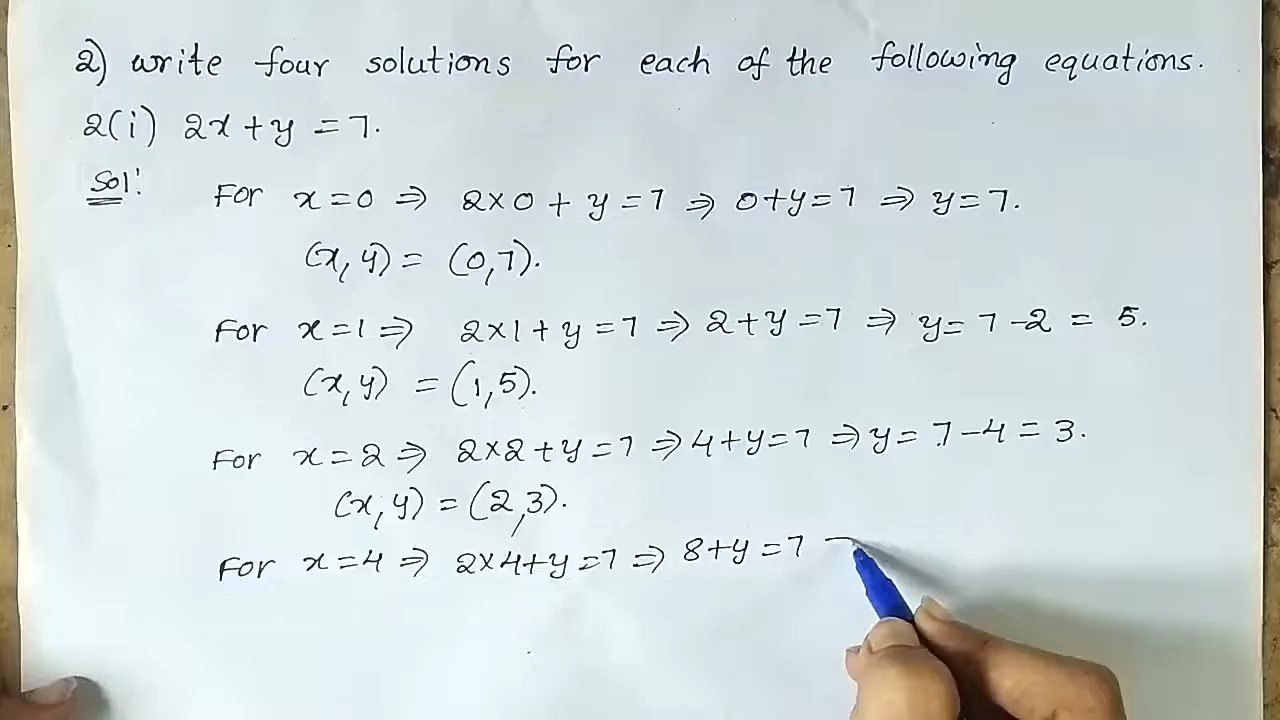 2) write four solutions for each of the following equations.
2(i) 2x + y = 7.
Sol: For x = 0 ⇒ 2×0 + y = 7 ⇒ 0+y = 7 ⇒ y = 7.
(x, y) = (0,7).
For x = 1 ⇒ 2×1 + y = 7 ⇒ 2+y = 7 ⇒ y = 7 - 2 = 5.
(x, y) = (1,5).
For x = 2 ⇒ 2×2 + y = 7 ⇒ 4+y = 7 ⇒ y = 7 - 4 = 3.
(x, y) = (2,3).
For x = 4 ⇒ 2×4 + y = 7 ⇒ 8+y = 7